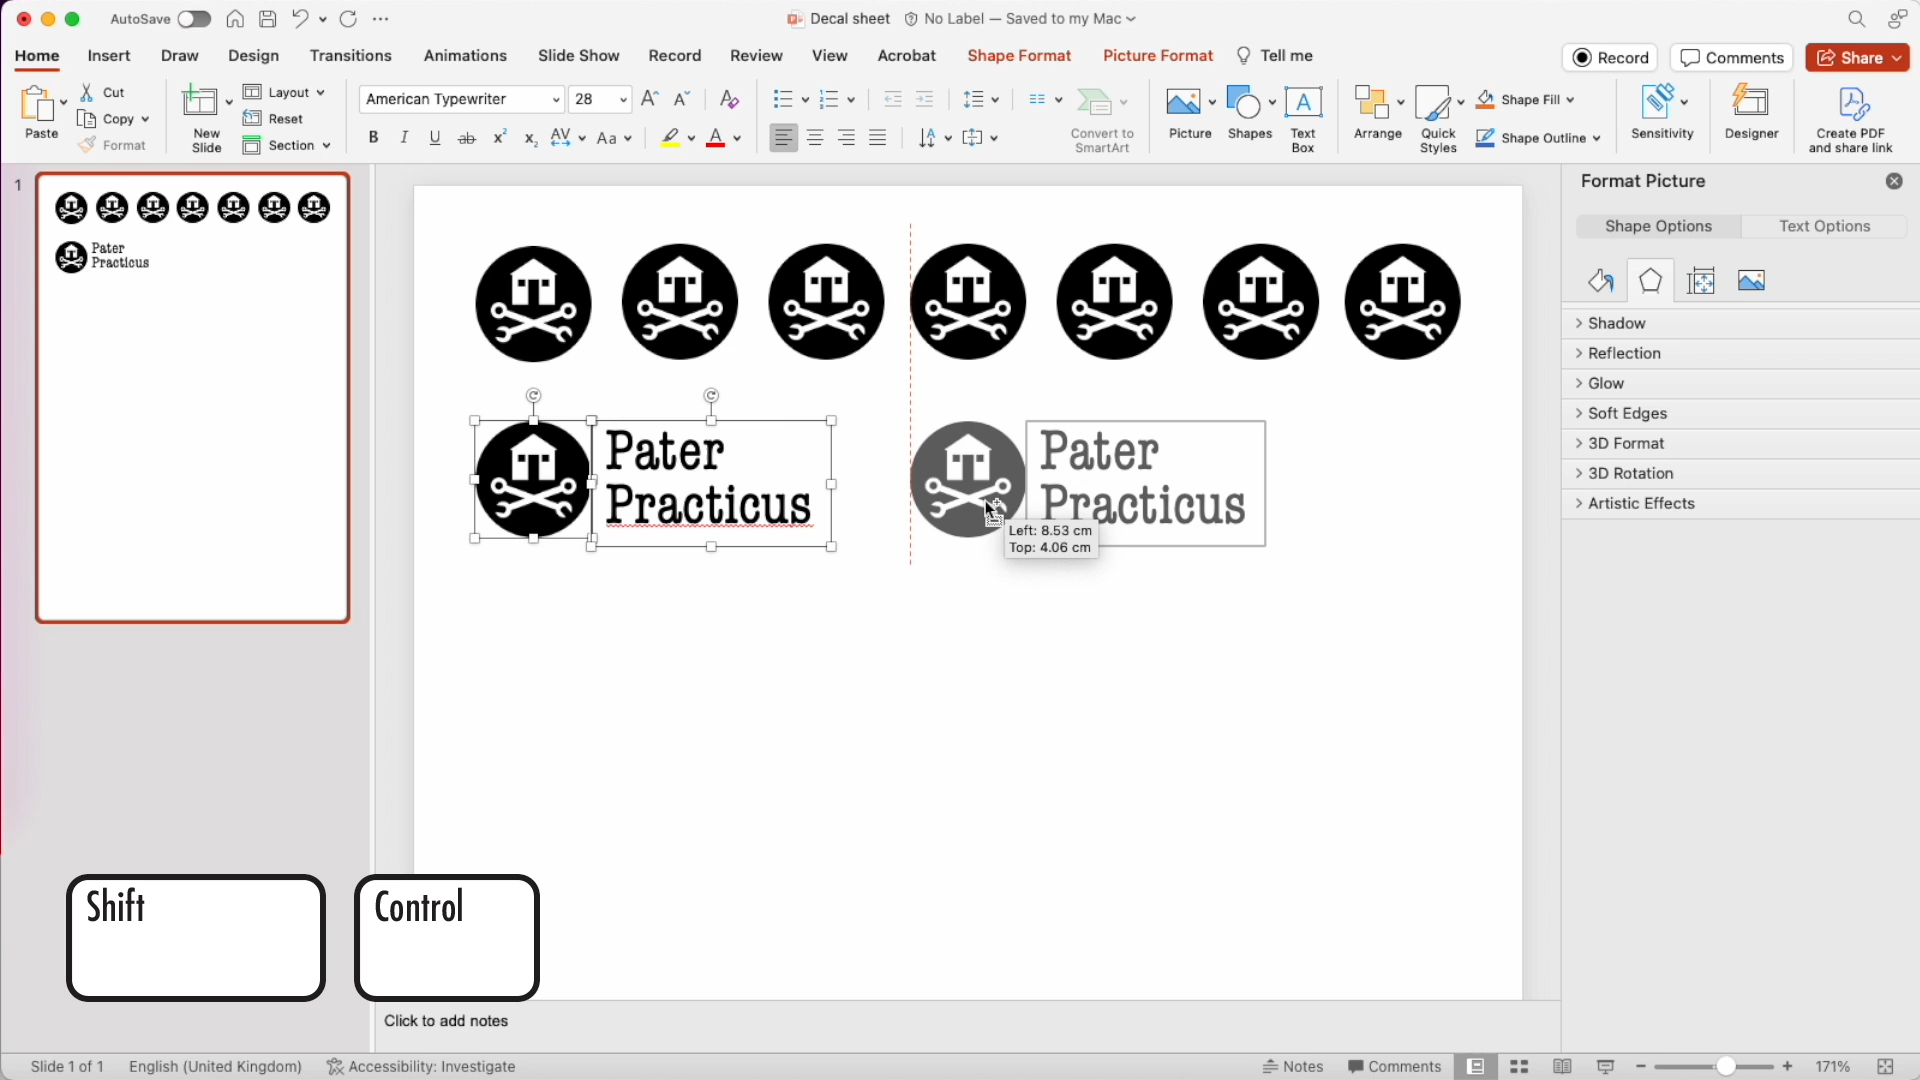 AutoSave
Decal sheet
No Label — Saved to my Mac
Home
Insert
Draw
Design
Transitions
Animations
Slide Show
Record
Review
View
Acrobat
Shape Format
Picture Format
Tell me
Record
Comments
Share
Paste
Cut
Copy
Format
New
Slide
Layout
Reset
Section
American Typewriter
28
Convert to
SmartArt
Picture
Shapes
Text
Box
Arrange
Quick
Styles
Shape Fill
Shape Outline
Sensitivity
Designer
Create PDF
and share link
1
Pater
Practicus
Pater
Practicus
Pater
Practicus
Left: 8.53 cm
Top: 4.06 cm
Format Picture
Shape Options
Text Options
Shadow
Reflection
Glow
Soft Edges
3D Format
3D Rotation
Artistic Effects
Shift
Control
Click to add notes
Slide 1 of 1
English (United Kingdom)
Accessibility: Investigate
Notes
Comments
171%